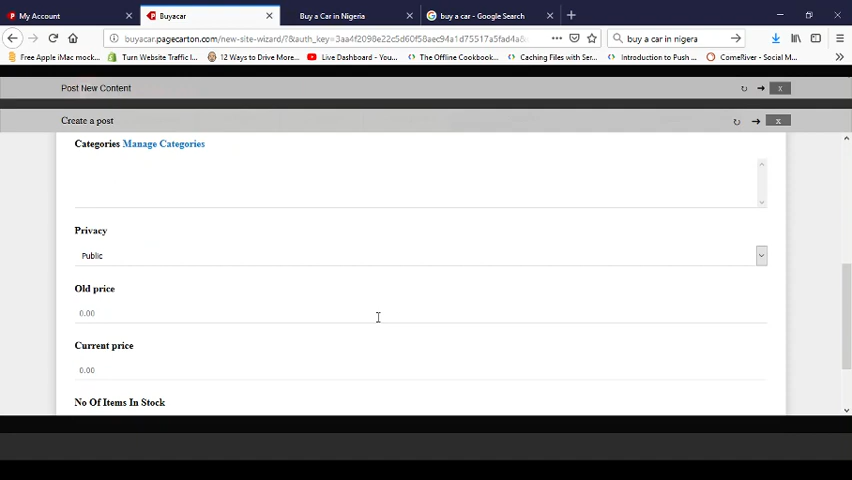 My Account
Buyacar
Buy a Car in Nigeria
buy a car - Google Search
buyacar.pagecarton.com/new-site-wizard/?&auth_key=3aa4f2098e22c5d60f58aec94a1d75517a5fad4a8
buy a car in nigera
Free Apple iMac mock...
Turn Website Traffic I...
12 Ways to Drive More...
Live Dashboard - You...
The Offline Cookbook...
Caching Files with Ser...
Introduction to Push ...
ComeRiver - Social M...
Post New Content
x
Create a post
x
Categories Manage Categories
Privacy
Public
Old price
0.00
Current price
0.00
No Of Items In Stock